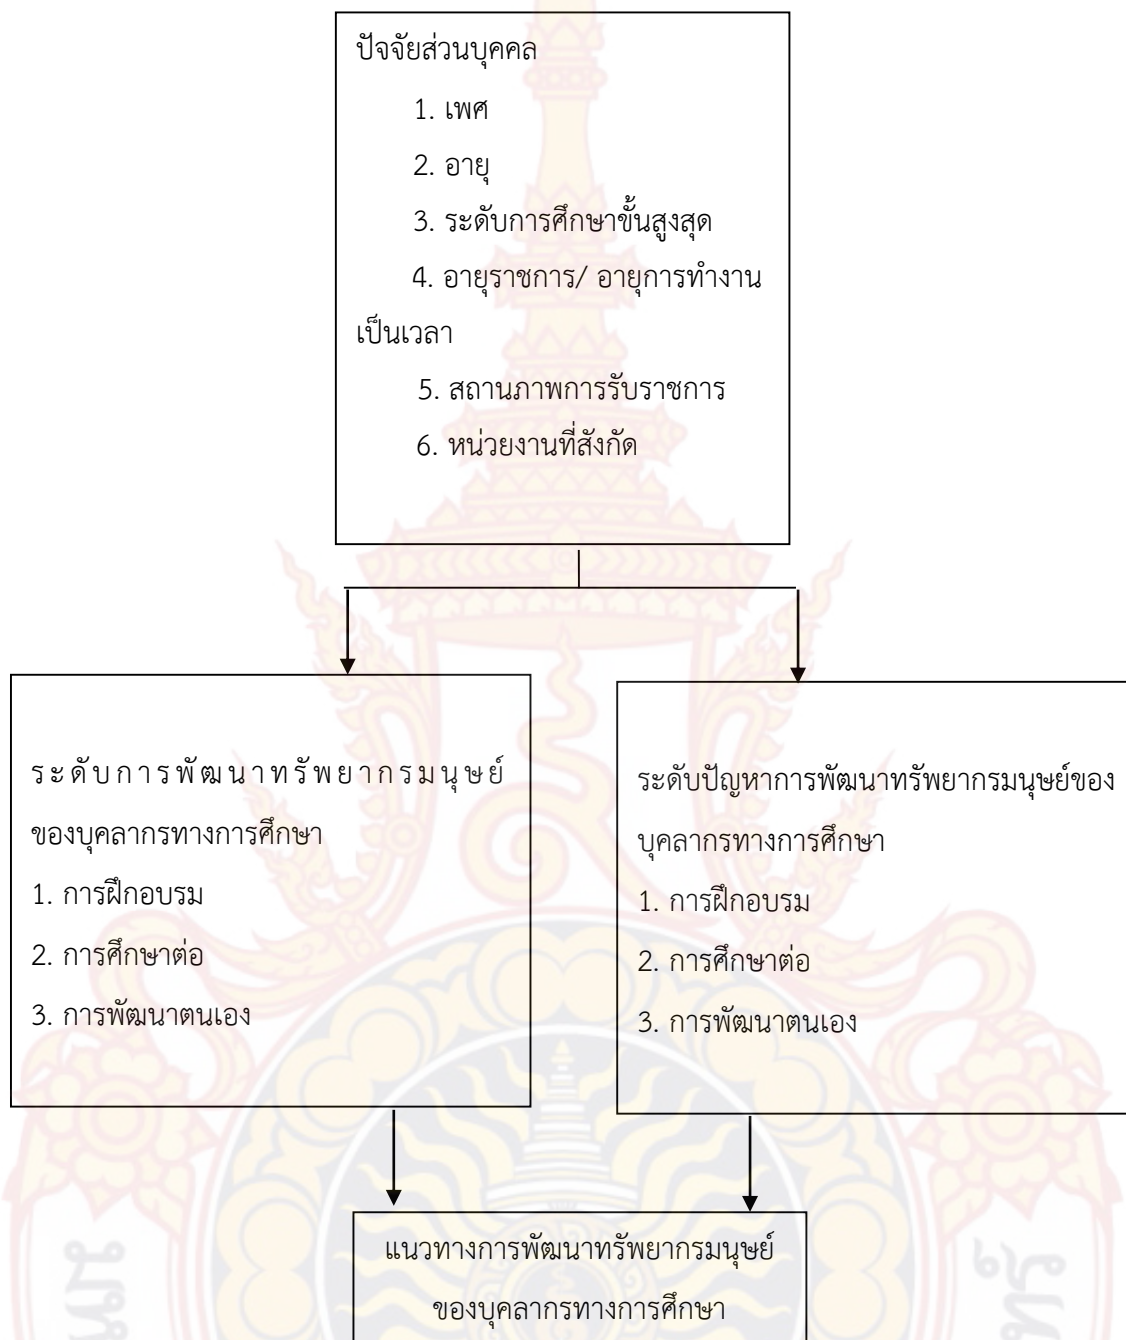 ปัจจัยส่วนบุคคล
1. เพศ
2. อายุ
3. ระดับการศึกษาขั้นสูงสุด
4. อายุราชการ/ อายุการทำงาน
เป็นเวลา
5. สถานภาพการรับราชการ
6. หน่วยงานที่สังกัด
ระดับการพัฒนาทรัพยากรมนุษย์
ของบุคลากรทางการศึกษา
1. การฝึกอบรม
2. การศึกษาต่อ
3. การพัฒนาตนเอง
ระดับปัญหาการพัฒนาทรัพยากรมนุษย์ของ
บุคลากรทางการศึกษา
1. การฝึกอบรม
2. การศึกษาต่อ
3. การพัฒนาตนเอง
แนวทางการพัฒนาทรัพยากรมนุษย์
ของบุคลากรทางการศึกษา